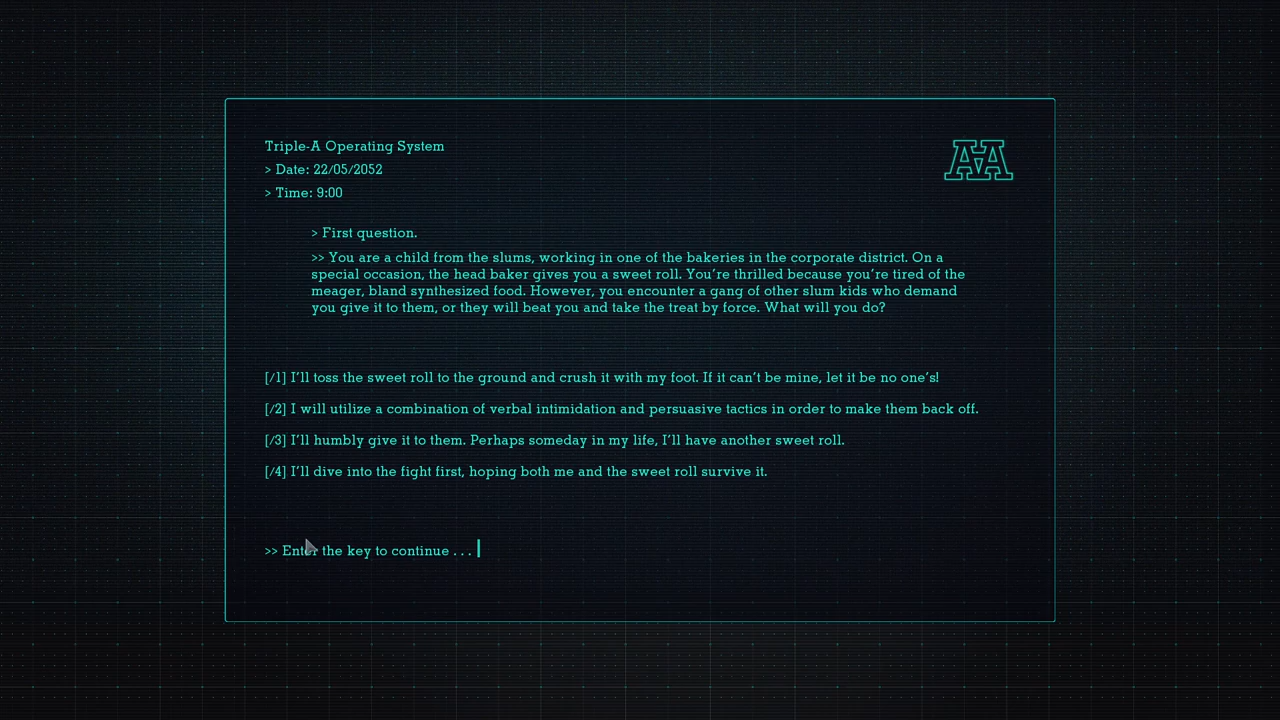 Triple-A Operating System
> Date: 22/05/2052
> Time: 9:00
AA
> First question.
>> You are a child from the slums, working in one of the bakeries in the corporate district. On a
special occasion, the head baker gives you a sweet roll. You’re thrilled because you’re tired of the
meager, bland synthesized food. However, you encounter a gang of other slum kids who demand
you give it to them, or they will beat you and take the treat by force. What will you do?
[/1] I’ll toss the sweet roll to the ground and crush it with my foot. If it can’t be mine, let it be no one’s!
[/2] I will utilize a combination of verbal intimidation and persuasive tactics in order to make them back off.
[/3] I’ll humbly give it to them. Perhaps someday in my life, I’ll have another sweet roll.
[/4] I’ll dive into the fight first, hoping both me and the sweet roll survive it.
>> Enter the key to continue . . .